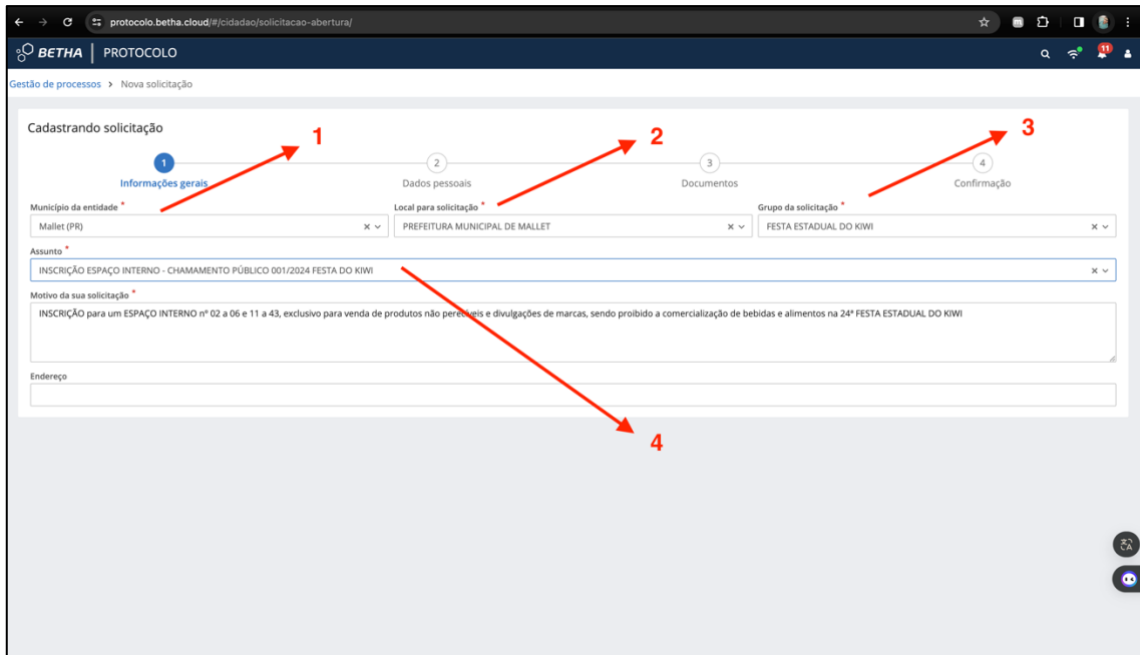 protocolo.betha.cloud/#/cidadao/solicitacao-abertura/
BETHA | PROTOCOLO
11
Gestão de processos > Nova solicitação
Cadastrando solicitação
1 2 3
1 2 3 4
Informações gerais Dados pessoais Documentos Confirmação
Município da entidade * Local para solicitação * Grupo da solicitação *
Mallet (PR) PREFEITURA MUNICIPAL DE MALLET FESTA ESTADUAL DO KIWI
Assunto *
INSCRIÇÃO ESPAÇO INTERNO - CHAMAMENTO PÚBLICO 001/2024 FESTA DO KIWI
Motivo da sua solicitação *
INSCRIÇÃO para um ESPAÇO INTERNO nº 02 a 06 e 11 a 43, exclusivo para venda de produtos não perecíveis e divulgações de marcas, sendo proibido a comercialização de bebidas e alimentos na 24ª FESTA ESTADUAL DO KIWI
Endereço
4